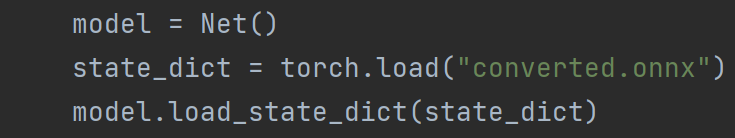 model = Net()
state_dict = torch.load("converted.onnx")
model.load_state_dict(state_dict)